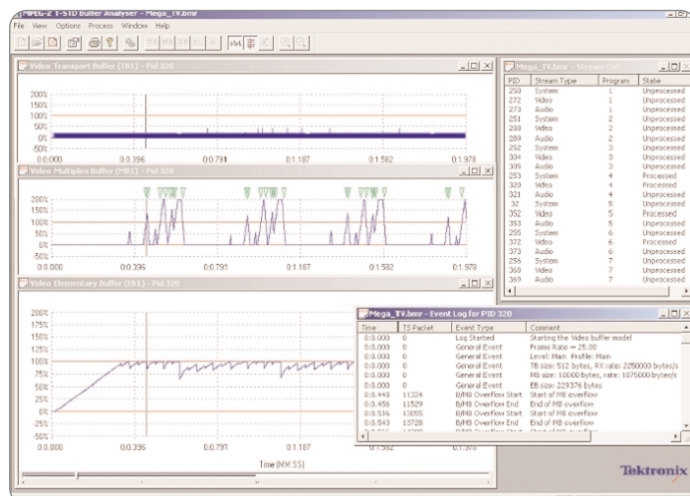 MPEG-2 T-STD Buffer Analyser - Mega_TV.bmr
File View Options Process Window Help
Video Transport Buffer (TB1) - Pid 320
200%
150%
100%
50%
0%
-50%
0:0.000 0:0.396 0:0.791 0:1.187 0:1.582 0:1.978
Video Multiplex Buffer (MB1) - Pid 320
200%
150%
100%
50%
0%
0:0.000 0:0.396 0:0.791 0:1.187 0:1.582 0:1.978
Video Elementary Buffer (EB1) - Pid 320
200%
175%
150%
125%
100%
75%
50%
25%
0%
-25%
-50%
0:0.000 0:0.396 0:0.791 0:1.187
Time (MM:SS)
Mega_TV.bmr - Stream List
PID Stream Type Program State
250 System 1 Unprocessed
272 Video 1 Unprocessed
273 Audio 1 Unprocessed
251 System 2 Unprocessed
288 Video 2 Unprocessed
289 Audio 2 Unprocessed
252 System 3 Unprocessed
304 Video 3 Unprocessed
305 Audio 3 Unprocessed
253 System 4 Processed
320 Video 4 Processed
321 Audio 4 Unprocessed
32 System 5 Unprocessed
352 Video 5 Processed
353 Audio 5 Unprocessed
255 System 6 Unprocessed
372 Video 6 Processed
373 Audio 6 Unprocessed
256 System 7 Unprocessed
368 Video 7 Unprocessed
369 Audio 7 Unprocessed
Mega_TV.bmr - Event Log for PID 320
Time TS Packet Event Type Comment
0:0.000 0 Log Started Starting the Video buffer model
0:0.000 0 General Event Frame Rate = 25.00
0:0.000 0 General Event Level: Main Profile: Main
0:0.000 0 General Event TB size: 512 bytes, RX rate: 2250000 bytes/s
0:0.000 0 General Event MB size: 10000 bytes, rate: 1875000 bytes/s
0:0.000 0 General Event EB size: 229376 bytes
0:0.448 11324 B/MB Overflow Start Start of MB overflow
0:0.456 11529 B/MB Overflow End End of MB overflow
0:0.516 13055 B/MB Overflow Start Start of MB overflow
0:0.543 13728 B/MB Overflow End End of MB overflow
Tektronix